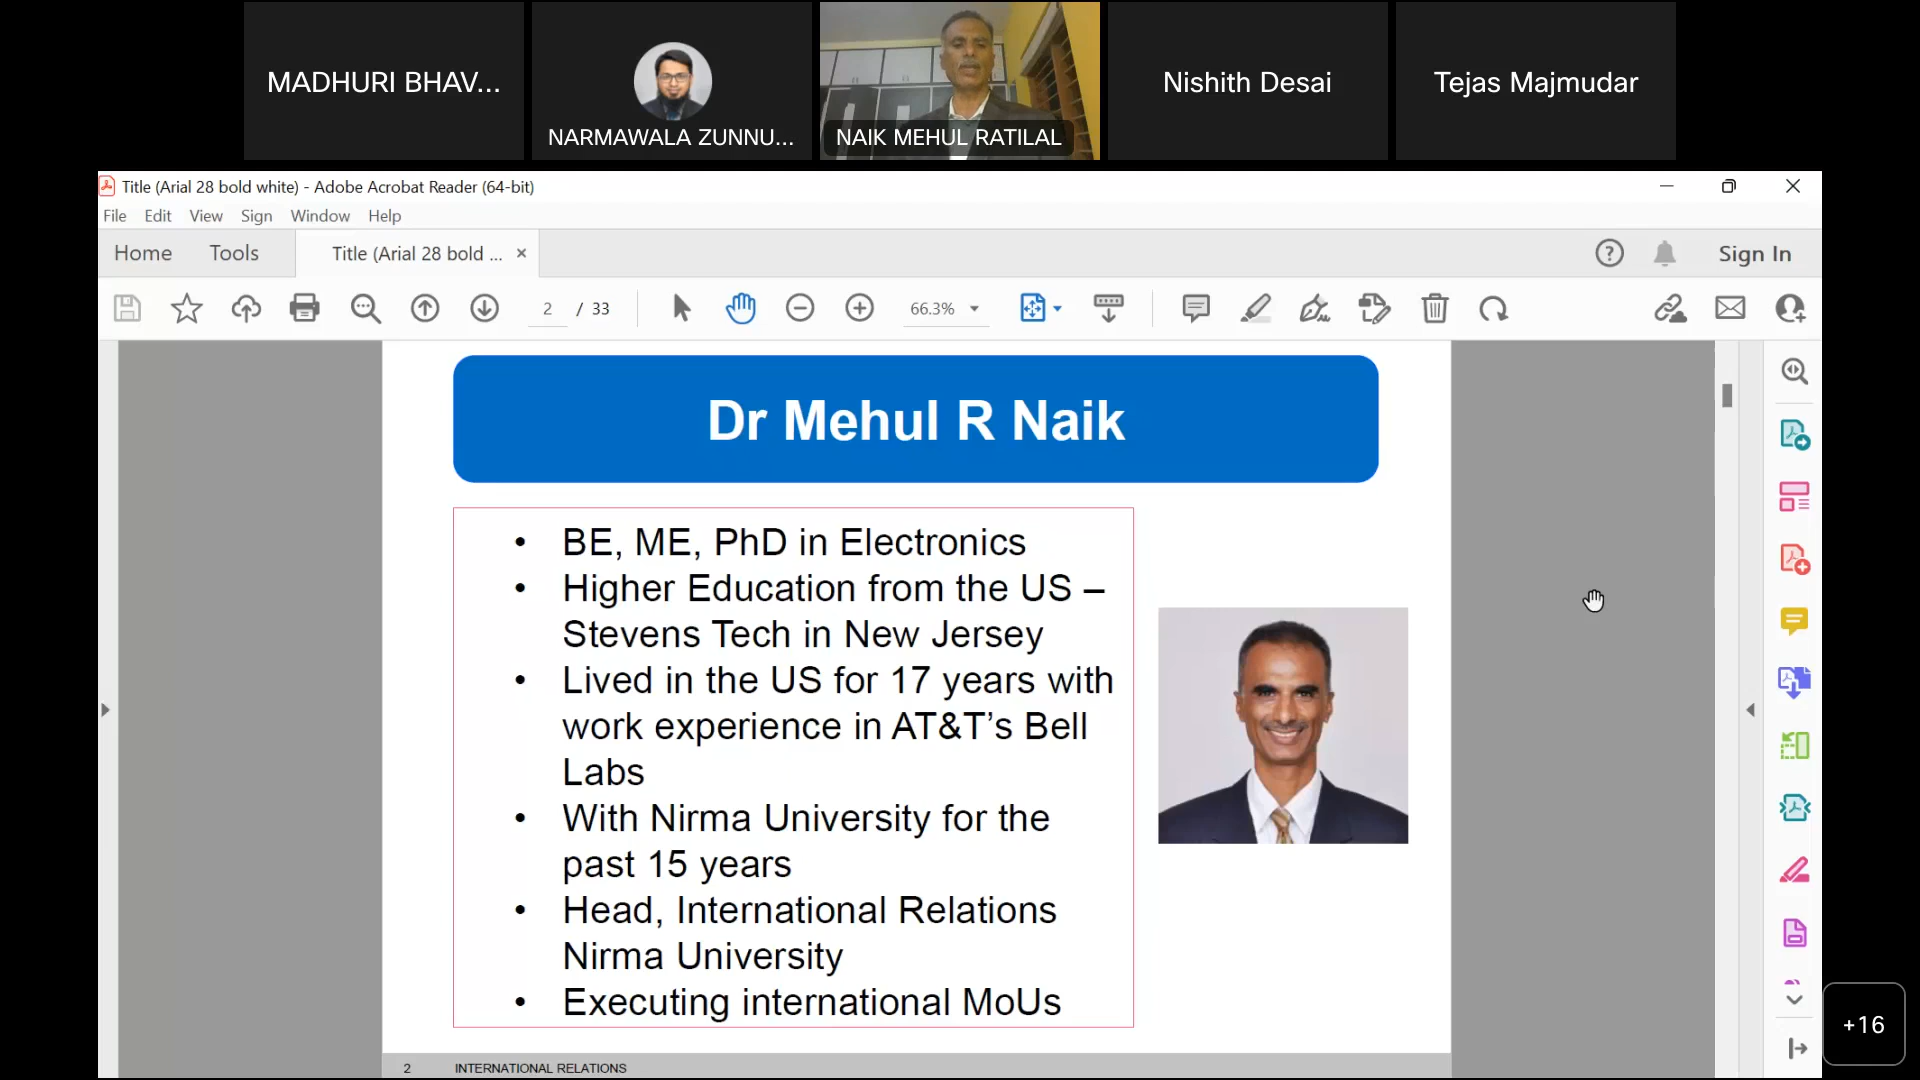 MADHURI BHAV...
NARMAWALA ZUNNU...
NAIK MEHUL RATILAL
Nishith Desai
Tejas Majmudar
Title (Arial 28 bold white) - Adobe Acrobat Reader (64-bit)
File Edit View Sign Window Help
Home Tools Title (Arial 28 bold ... × Sign In
2 / 33 66.3%
Dr Mehul R Naik
• BE, ME, PhD in Electronics
• Higher Education from the US –
Stevens Tech in New Jersey
• Lived in the US for 17 years with
work experience in AT&T’s Bell
Labs
• With Nirma University for the
past 15 years
• Head, International Relations
Nirma University
• Executing international MoUs
2 INTERNATIONAL RELATIONS
+16